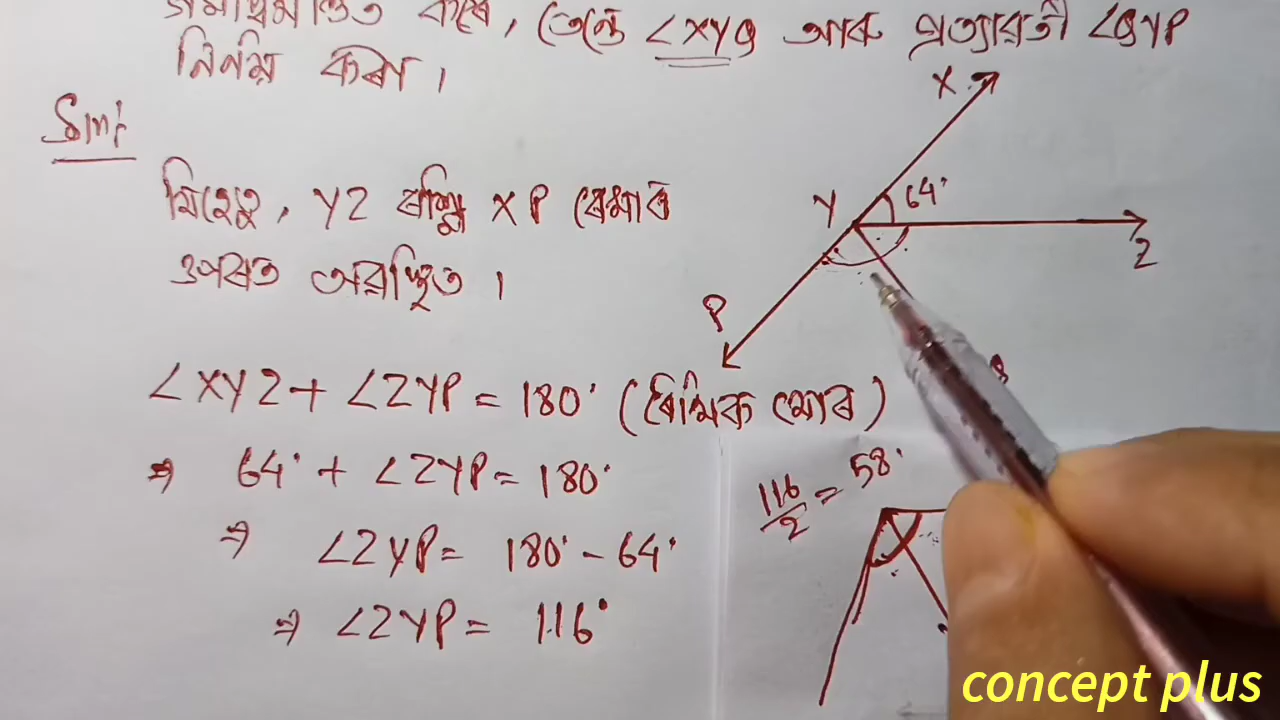 সমদ্বিখণ্ডিত কৰে, তেন্তে ∠XYQ আৰু প্ৰত্যাৱৰ্তী ∠QYP
নিৰ্ণয় কৰা।
Solnt
যিহেতু, YZ ৰশ্মি XP ৰেখাৰ
ওপৰত অৱস্থিত।
∠XYZ + ∠ZYP = 180° (ৰৈখিক যোৰ)
⇒ 64° + ∠ZYP = 180°
⇒ ∠ZYP = 180° - 64°
⇒ ∠ZYP = 116°
X
Y
64°
Z
P
116/2 = 58°
concept plus